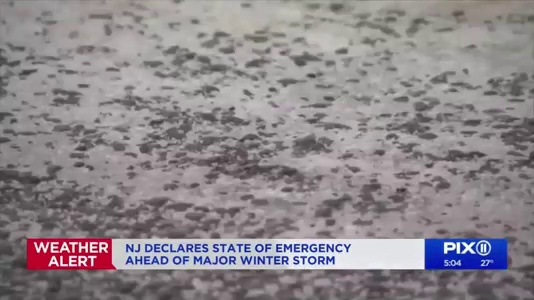 WEATHER
ALERT
NJ DECLARES STATE OF EMERGENCY
AHEAD OF MAJOR WINTER STORM
PIX11
5:04 27°